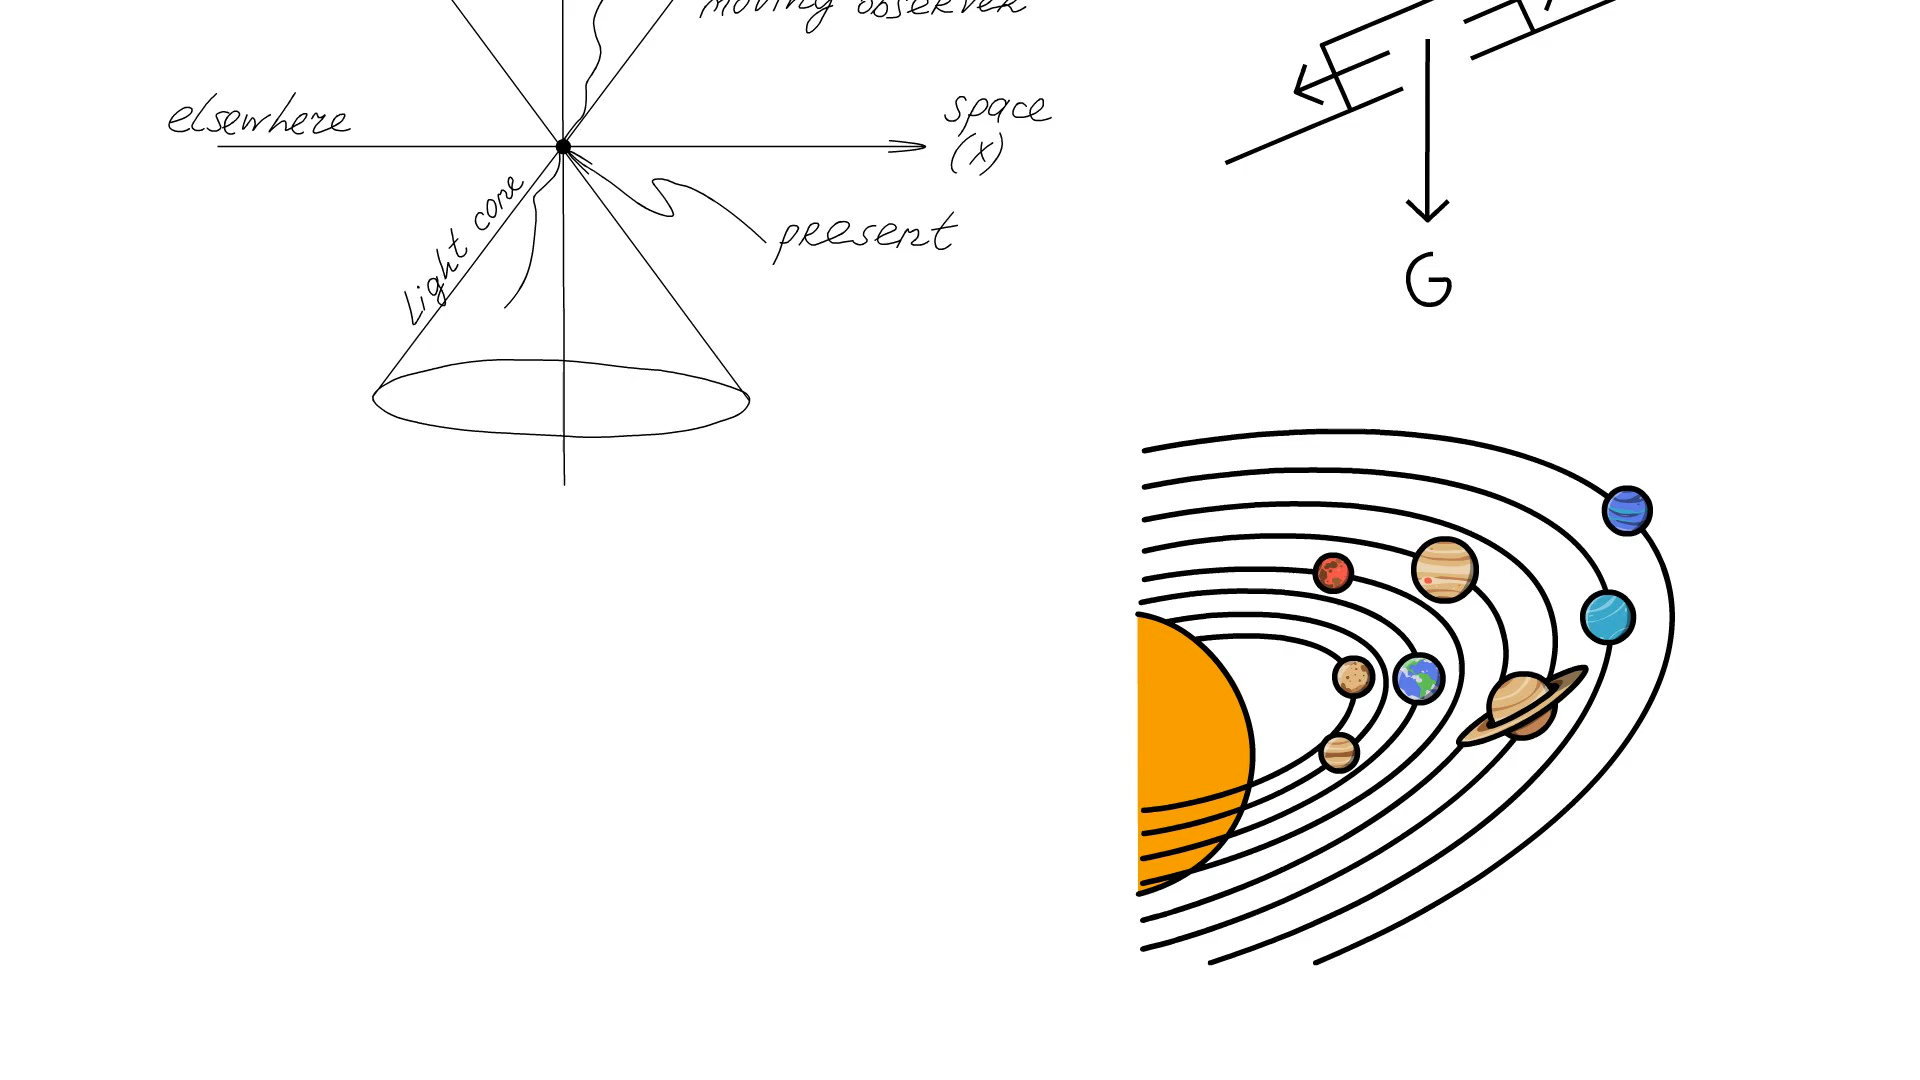 moving observer
elsewhere
space
(x)
Light cone
present
G